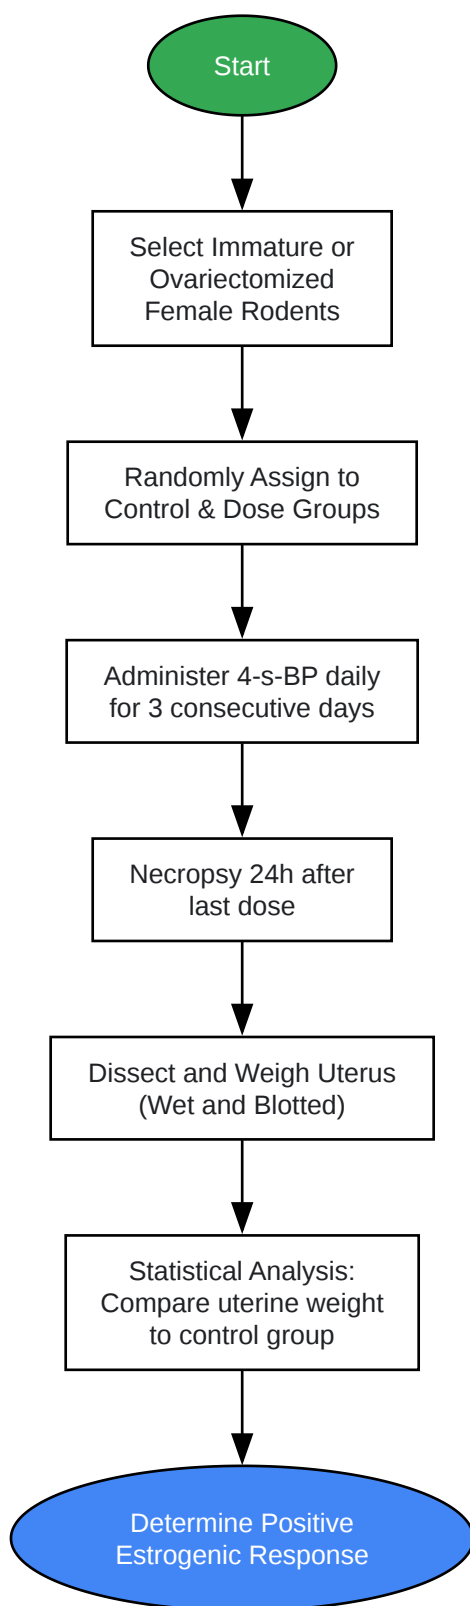 Start
Select Immature or
Ovariectomized
Female Rodents
Randomly Assign to
Control & Dose Groups
Administer 4-s-BP daily
for 3 consecutive days
Necropsy 24h after
last dose
Dissect and Weigh Uterus
(Wet and Blotted)
Statistical Analysis:
Compare uterine weight
to control group
Determine Positive
Estrogenic Response